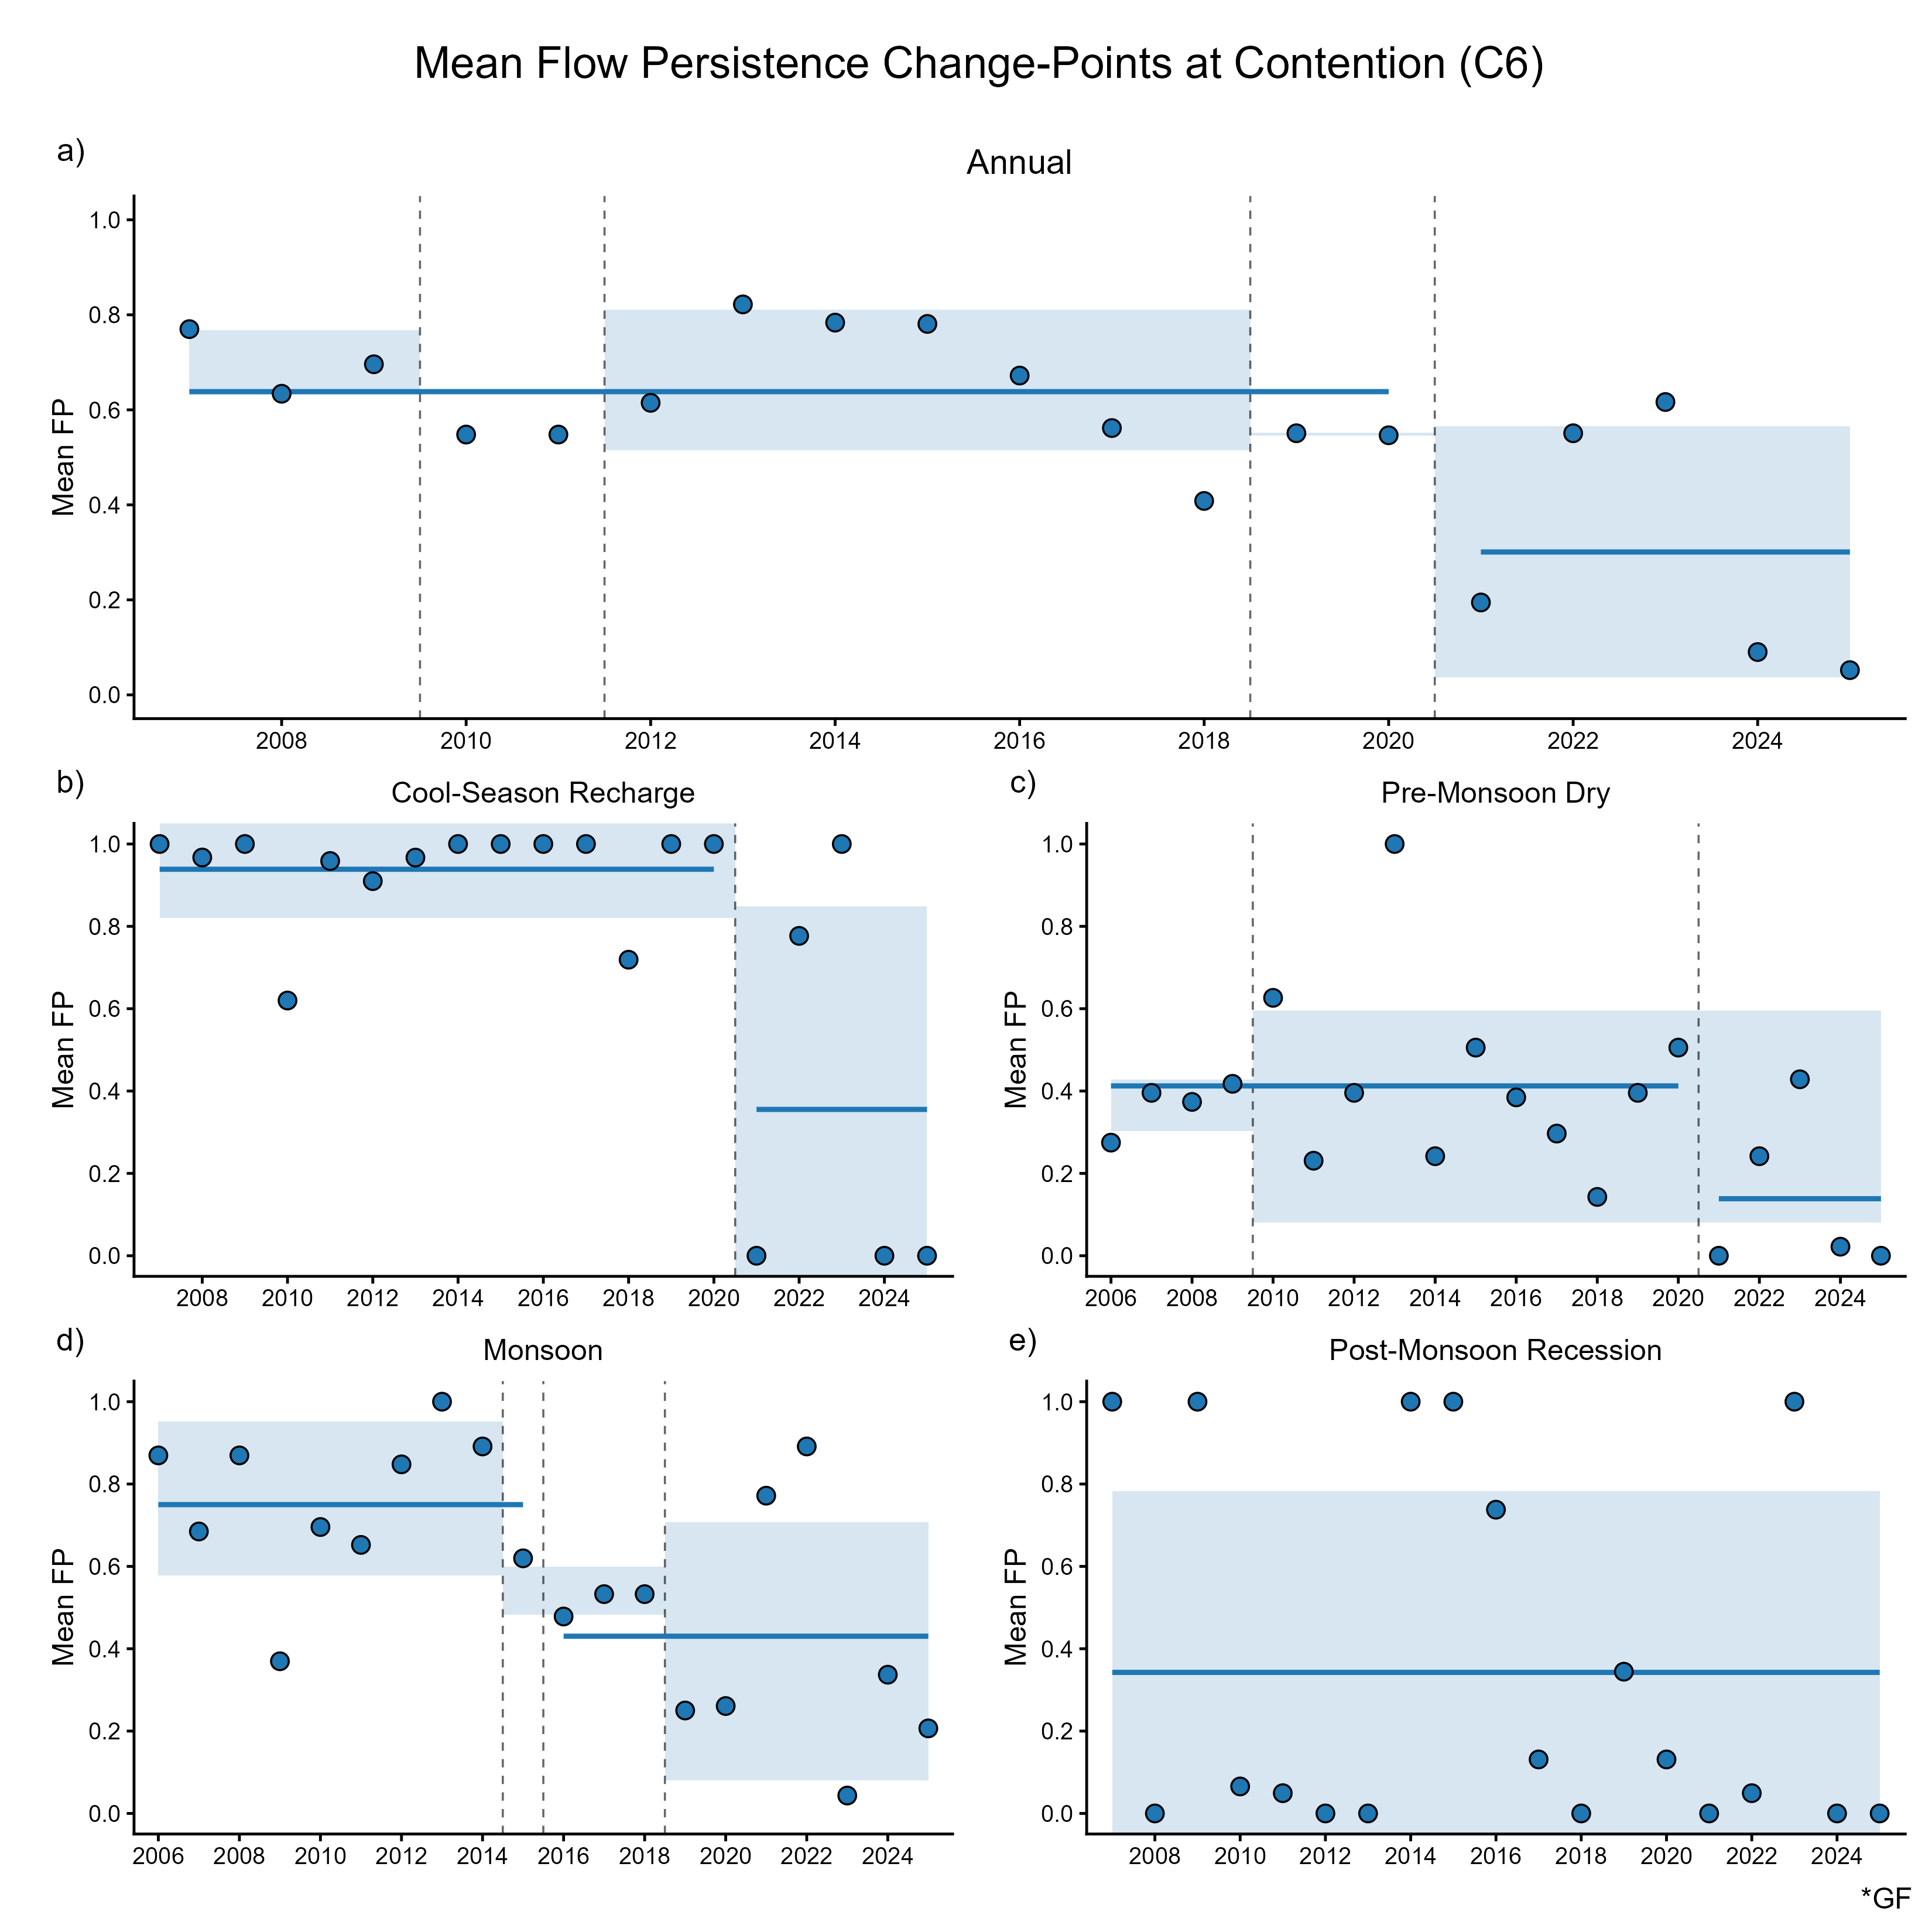 Mean Flow Persistence Change-Points at Contention (C6)
a)
Annual
Mean FP
1.0
0.8
0.6
0.4
0.2
0.0
2008 2010 2012 2014 2016 2018 2020 2022 2024
b)
Cool-Season Recharge
Mean FP
1.0
0.8
0.6
0.4
0.2
0.0
2008 2010 2012 2014 2016 2018 2020 2022 2024
c)
Pre-Monsoon Dry
Mean FP
1.0
0.8
0.6
0.4
0.2
0.0
2006 2008 2010 2012 2014 2016 2018 2020 2022 2024
d)
Monsoon
Mean FP
1.0
0.8
0.6
0.4
0.2
0.0
2006 2008 2010 2012 2014 2016 2018 2020 2022 2024
e)
Post-Monsoon Recession
Mean FP
1.0
0.8
0.6
0.4
0.2
0.0
2008 2010 2012 2014 2016 2018 2020 2022 2024
*GF